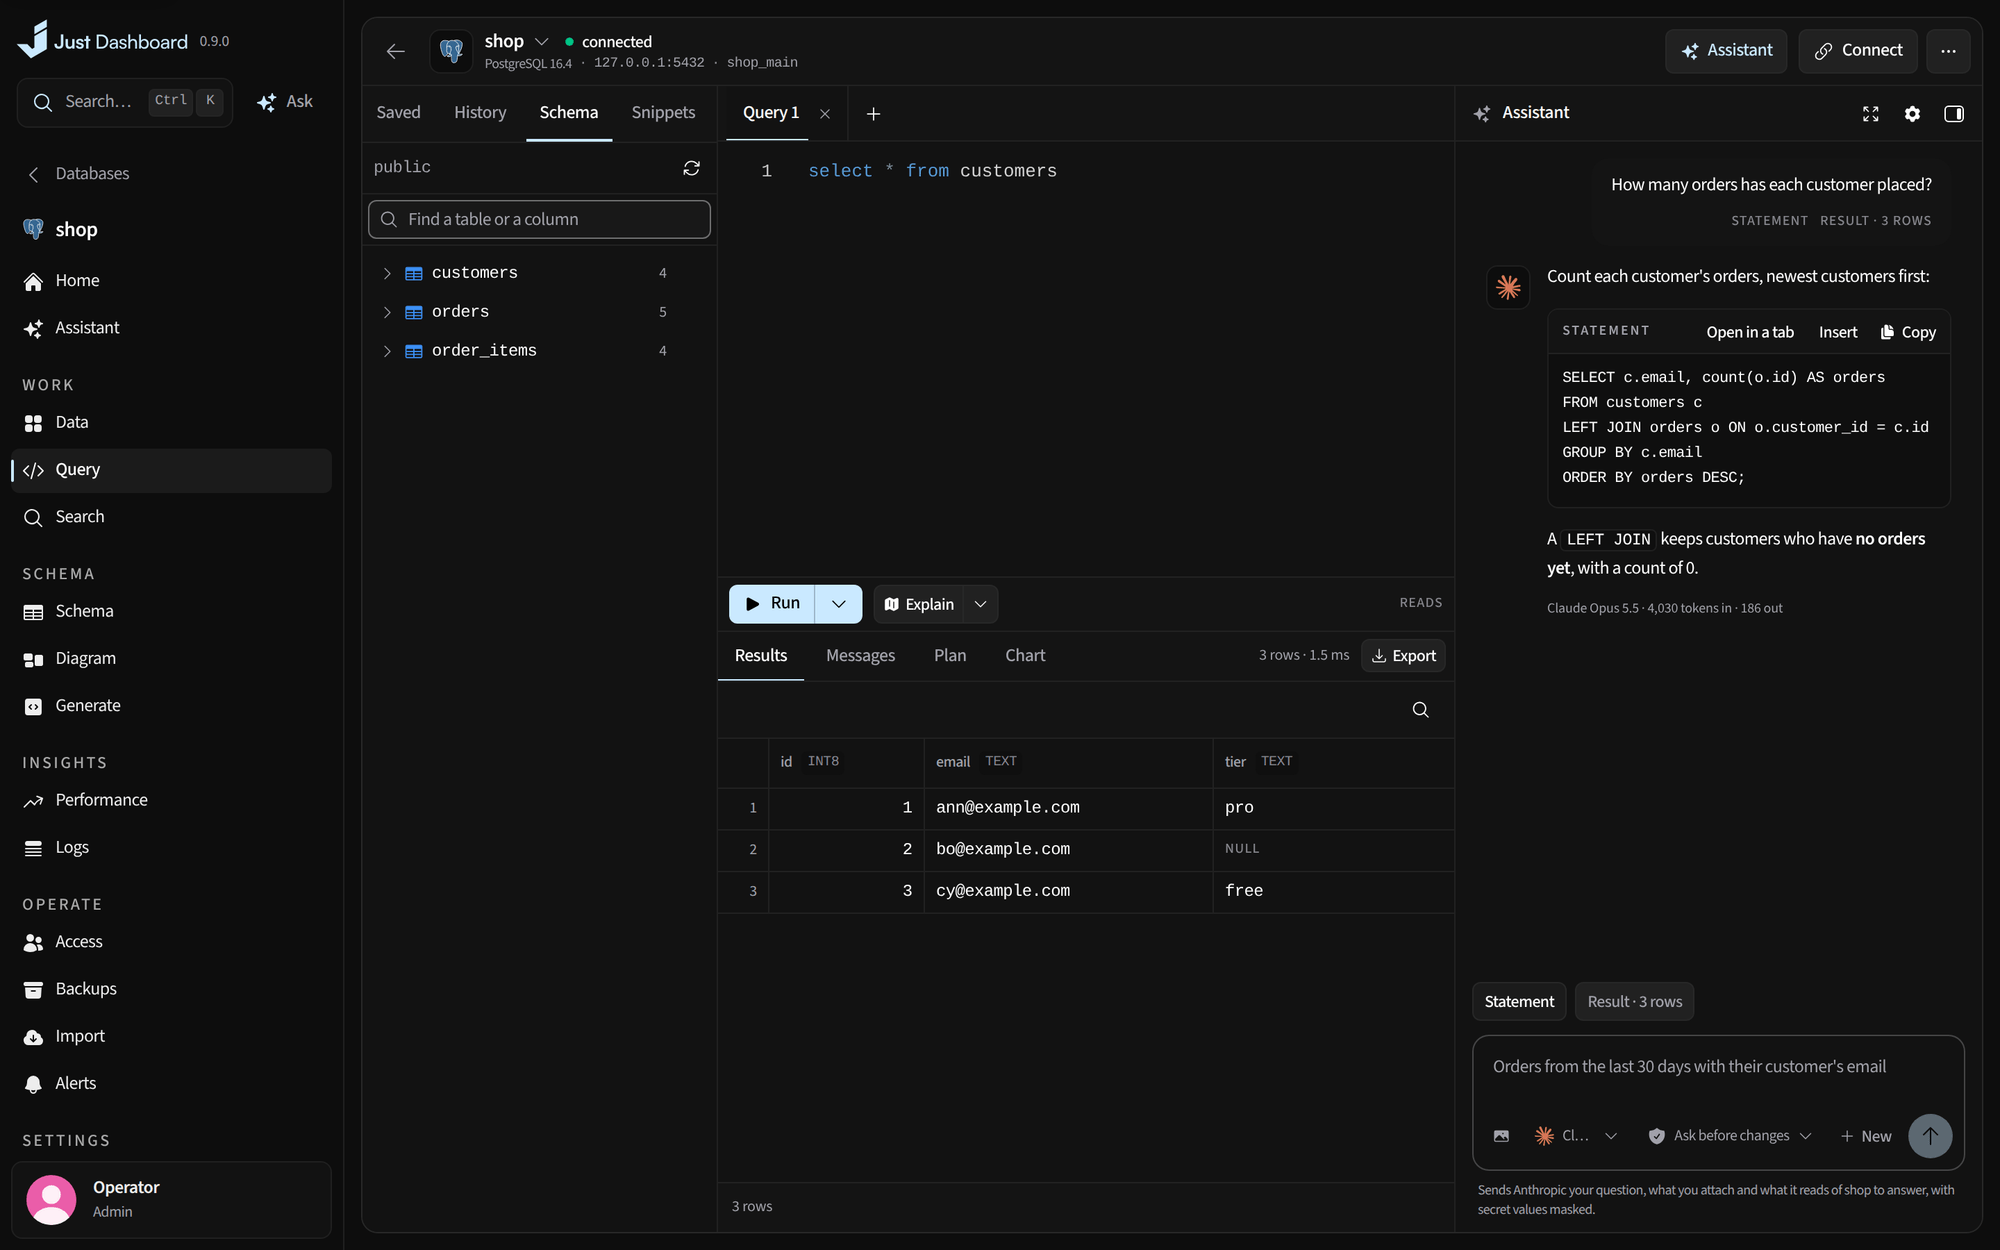 Just Dashboard 0.9.0
Search... Ctrl K Ask
Databases
shop
Home
Assistant
WORK
Data
Query
Search
SCHEMA
Schema
Diagram
Generate
INSIGHTS
Performance
Logs
OPERATE
Access
Backups
Import
Alerts
SETTINGS
Operator
Admin
shop connected
PostgreSQL 16.4 · 127.0.0.1:5432 · shop_main
Assistant Connect ...
Saved History Schema Snippets
public
Find a table or a column
customers 4
orders 5
order_items 4
Query 1
1 select * from customers
Run Explain READS
Results Messages Plan Chart 3 rows · 1.5 ms Export
id INT8 email TEXT tier TEXT
1 1 ann@example.com pro
2 2 bo@example.com NULL
3 3 cy@example.com free
3 rows
Assistant
How many orders has each customer placed?
STATEMENT RESULT · 3 ROWS
Count each customer's orders, newest customers first:
STATEMENT Open in a tab Insert Copy
SELECT c.email, count(o.id) AS orders
FROM customers c
LEFT JOIN orders o ON o.customer_id = c.id
GROUP BY c.email
ORDER BY orders DESC;
A LEFT JOIN keeps customers who have no orders
yet, with a count of 0.
Claude Opus 5.5 · 4,030 tokens in · 186 out
Statement Result · 3 rows
Orders from the last 30 days with their customer's email
Cl... Ask before changes New
Sends Anthropic your question, what you attach and what it reads of shop to answer, with
secret values masked.